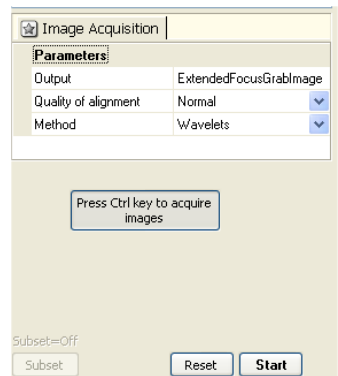 Image Acquisition
Parameters
Output ExtendedFocusGrabImage
Quality of alignment Normal
Method Wavelets
Press Ctrl key to acquire
images
Subset=Off
Subset Reset Start